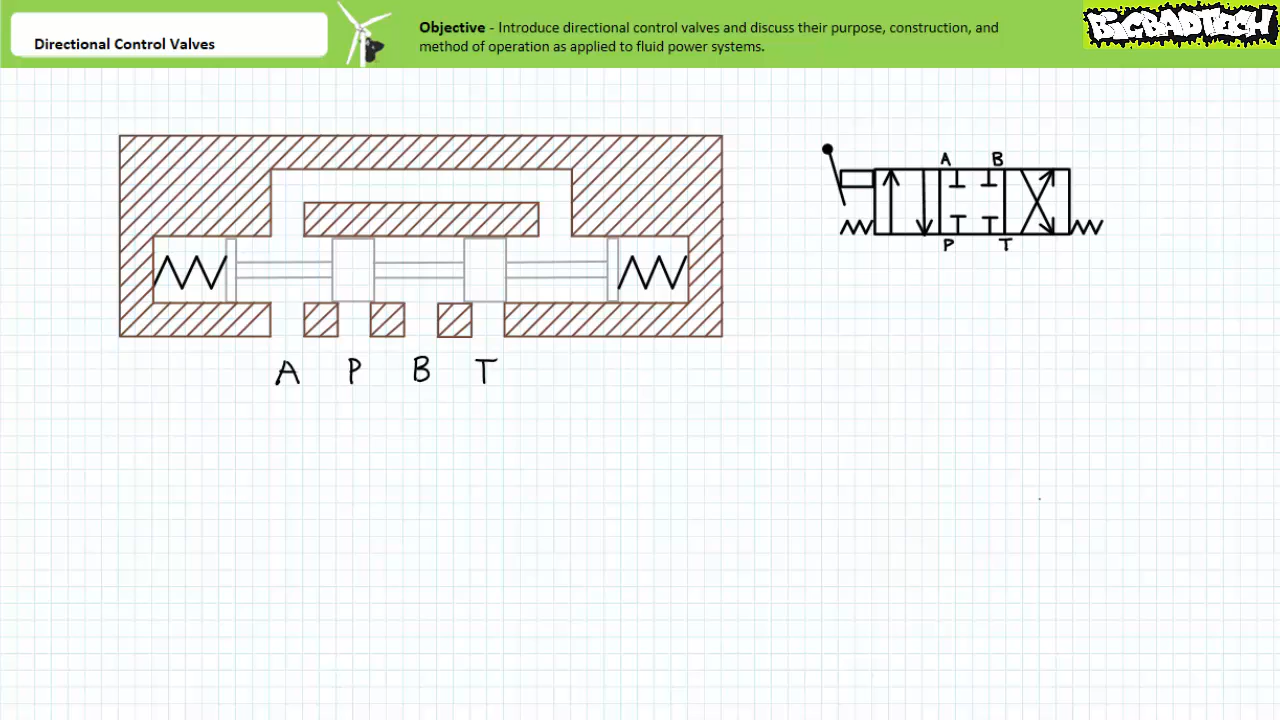 Directional Control Valves
Objective - Introduce directional control valves and discuss their purpose, construction, and
method of operation as applied to fluid power systems.
BIGBADTECH
A B
P T
A P B T